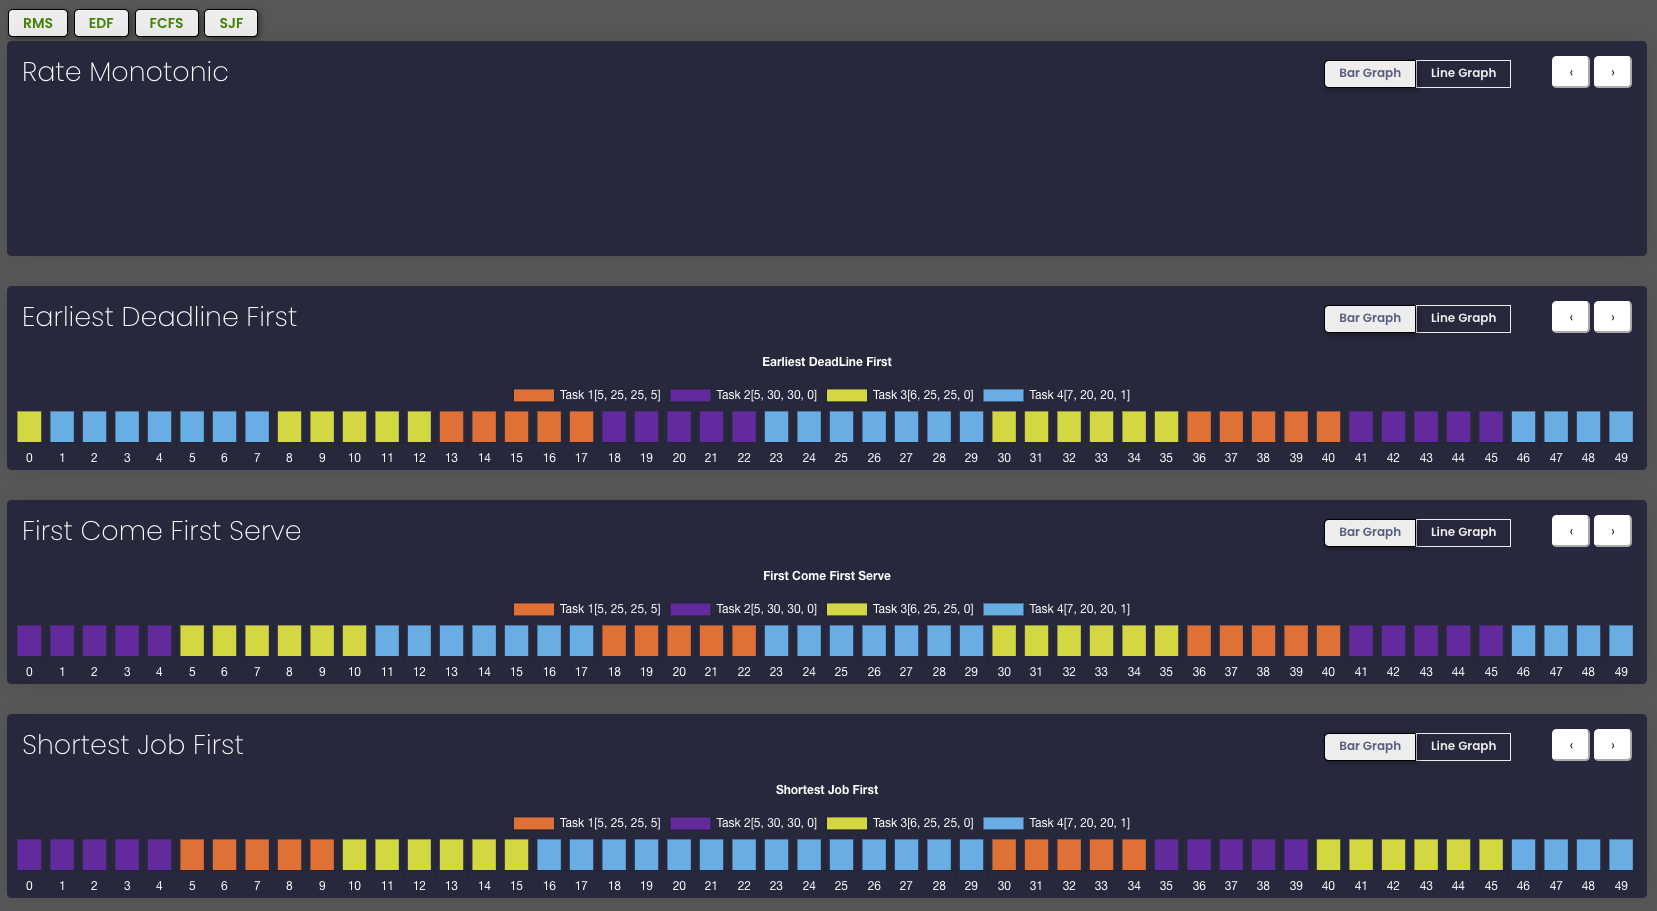 RMS EDF FCFS SJF
Rate Monotonic
Bar Graph Line Graph ‹ ›
Earliest Deadline First
Bar Graph Line Graph ‹ ›
Earliest DeadLine First
Task 1[5, 25, 25, 5] Task 2[5, 30, 30, 0] Task 3[6, 25, 25, 0] Task 4[7, 20, 20, 1]
0 1 2 3 4 5 6 7 8 9 10 11 12 13 14 15 16 17 18 19 20 21 22 23 24 25 26 27 28 29 30 31 32 33 34 35 36 37 38 39 40 41 42 43 44 45 46 47 48 49
First Come First Serve
Bar Graph Line Graph ‹ ›
First Come First Serve
Task 1[5, 25, 25, 5] Task 2[5, 30, 30, 0] Task 3[6, 25, 25, 0] Task 4[7, 20, 20, 1]
0 1 2 3 4 5 6 7 8 9 10 11 12 13 14 15 16 17 18 19 20 21 22 23 24 25 26 27 28 29 30 31 32 33 34 35 36 37 38 39 40 41 42 43 44 45 46 47 48 49
Shortest Job First
Bar Graph Line Graph ‹ ›
Shortest Job First
Task 1[5, 25, 25, 5] Task 2[5, 30, 30, 0] Task 3[6, 25, 25, 0] Task 4[7, 20, 20, 1]
0 1 2 3 4 5 6 7 8 9 10 11 12 13 14 15 16 17 18 19 20 21 22 23 24 25 26 27 28 29 30 31 32 33 34 35 36 37 38 39 40 41 42 43 44 45 46 47 48 49